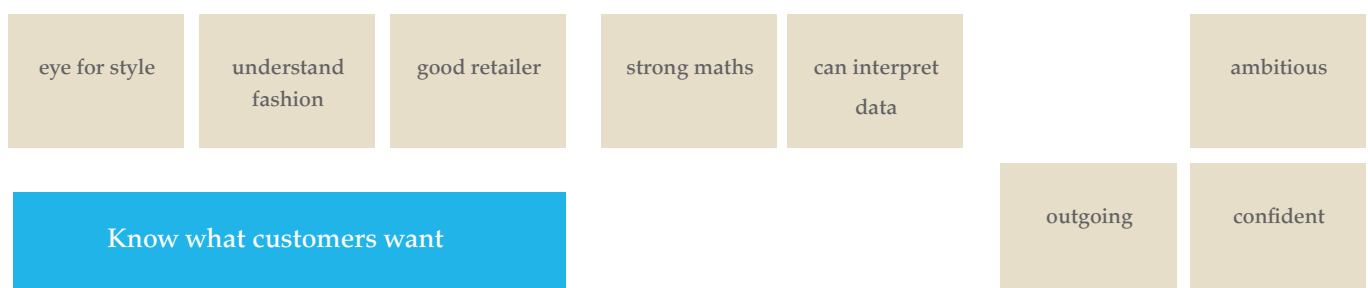 eye for style
understand
fashion
good retailer
strong maths
can interpret
data
ambitious
Know what customers want
outgoing
confident